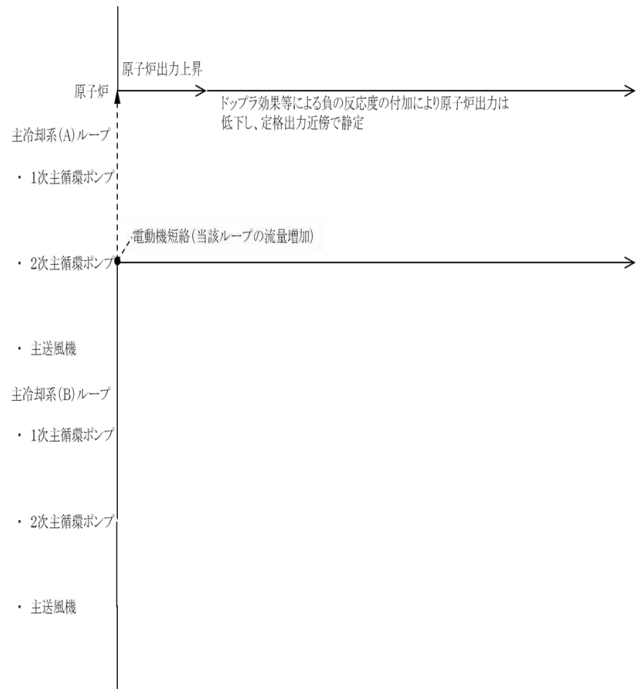 原子炉出力上昇
原子炉
ドップラ効果等による負の反応度の付加により原子炉出力は
低下し、定格出力近傍で静定
主冷却系(A)ループ
・ 1次主循環ポンプ
電動機短絡(当該ループの流量増加)
・ 2次主循環ポンプ
・ 主送風機
主冷却系(B)ループ
・ 1次主循環ポンプ
・ 2次主循環ポンプ
・ 主送風機